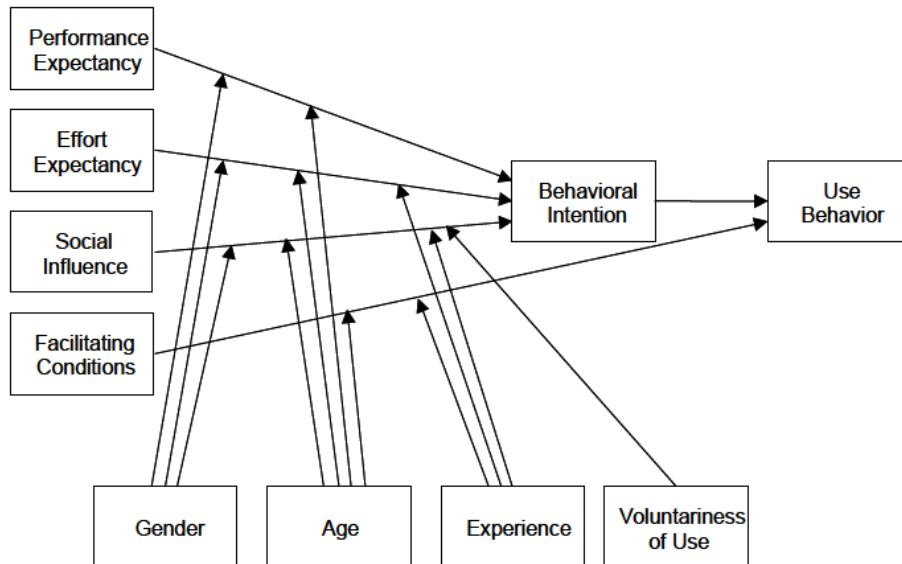 Performance
Expectancy
Effort
Expectancy
Social
Influence
Facilitating
Conditions
Behavioral
Intention
Use
Behavior
Gender
Age
Experience
Voluntariness
of Use